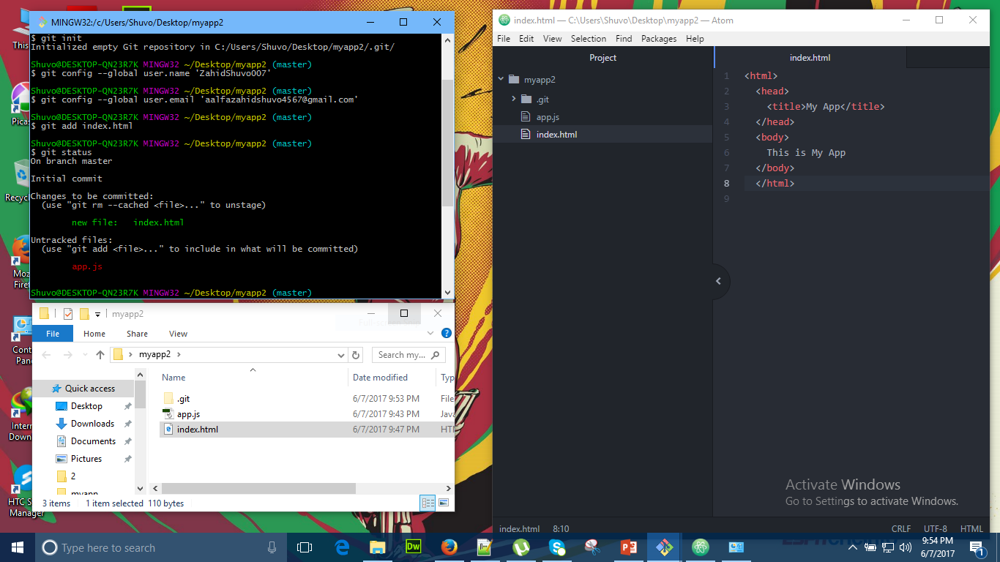 MINGW32:/c/Users/Shuvo/Desktop/myapp2
$ git init
Initialized empty Git repository in C:/Users/Shuvo/Desktop/myapp2/.git/
Shuvo@DESKTOP-QN23R7K MINGW32 ~/Desktop/myapp2 (master)
$ git config --global user.name 'ZahidShuvo007'
Shuvo@DESKTOP-QN23R7K MINGW32 ~/Desktop/myapp2 (master)
$ git config --global user.email 'aalfazahidshuvo4567@gmail.com'
Shuvo@DESKTOP-QN23R7K MINGW32 ~/Desktop/myapp2 (master)
$ git add index.html
Shuvo@DESKTOP-QN23R7K MINGW32 ~/Desktop/myapp2 (master)
$ git status
On branch master
Initial commit
Changes to be committed:
(use "git rm --cached <file>..." to unstage)
new file:   index.html
Untracked files:
(use "git add <file>..." to include in what will be committed)
app.js
Shuvo@DESKTOP-QN23R7K MINGW32 ~/Desktop/myapp2 (master)
myapp2
File Home Share View
myapp2
Search my...
Name Date modified Typ
Quick access
Desktop
Downloads
Documents
Pictures
2
myapp
.git 6/7/2017 9:53 PM File
app.js 6/7/2017 9:43 PM Java
index.html 6/7/2017 9:47 PM HTM
3 items 1 item selected 110 bytes
index.html — C:\Users\Shuvo\Desktop\myapp2 — Atom
File Edit View Selection Find Packages Help
Project
myapp2
.git
app.js
index.html
index.html
1 <html>
2 <head>
3 <title>My App</title>
4 </head>
5 <body>
6 This is My App
7 </body>
8 </html>
9
Activate Windows
Go to Settings to activate Windows.
index.html 8:10 CRLF UTF-8 HTML
This
Picas
Recyc
Moz
Firef
Cont
Pane
Intern
Down
HTC S
Manager
Type here to search
Dw
9:54 PM
6/7/2017
1